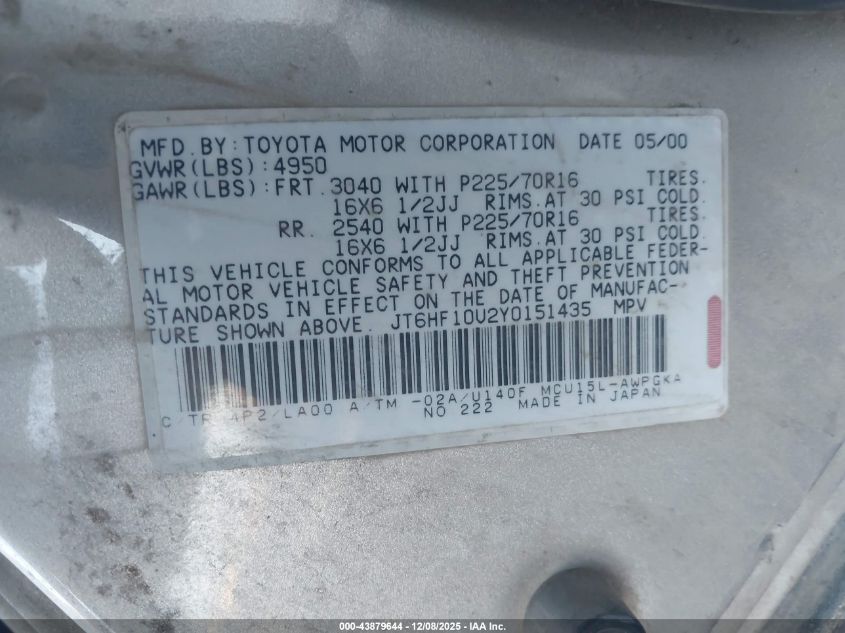 MFD. BY: TOYOTA MOTOR CORPORATION DATE 05/00
GVWR(LBS):4950
GAWR(LBS):FRT. 3040 WITH P225/70R16 TIRES.
16X6 1/2JJ RIMS.AT 30 PSI COLD.
RR. 2540 WITH P225/70R16 TIRES.
16X6 1/2JJ RIMS.AT 30 PSI COLD.
THIS VEHICLE CONFORMS TO ALL APPLICABLE FEDER-
AL MOTOR VEHICLE SAFETY AND THEFT PREVENTION
STANDARDS IN EFFECT ON THE DATE OF MANUFAC-
TURE SHOWN ABOVE. JT6HF10U2Y0151435 MPV
A/TM -02A/U140F MCU15L-AWPGKA
NO 222 MADE IN JAPAN
000-43879644 - 12/08/2025 - IAA Inc.